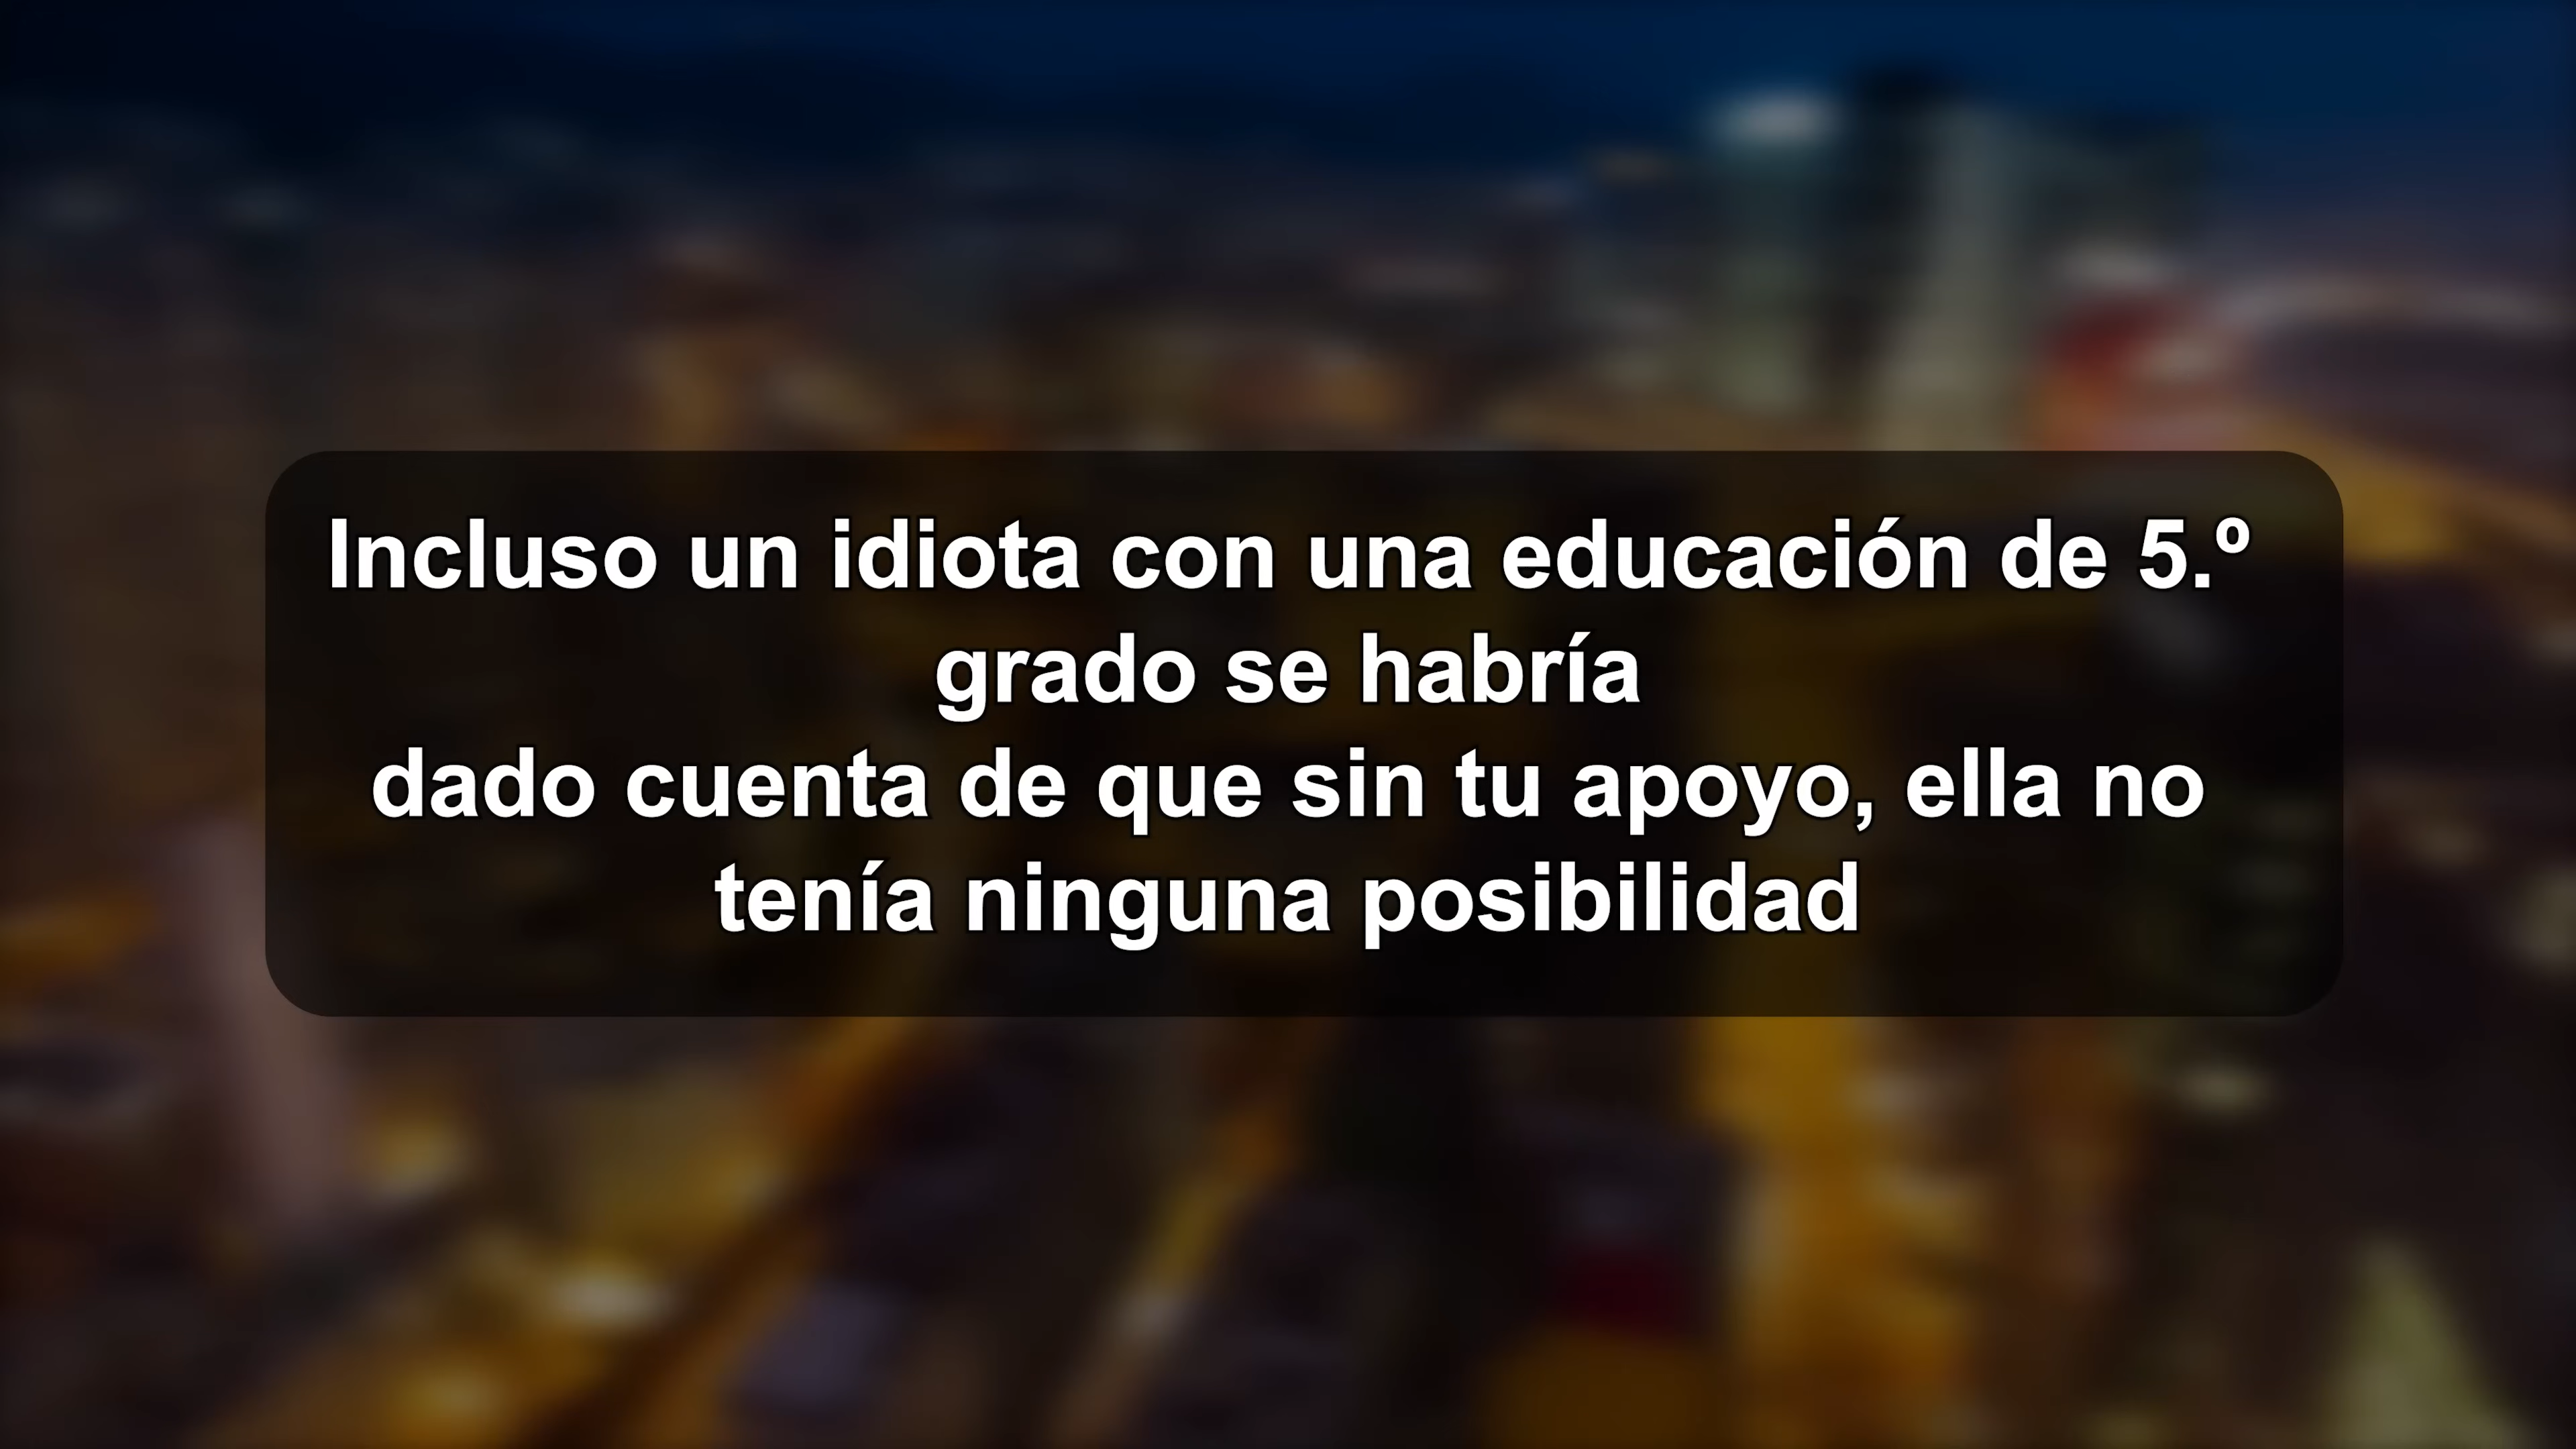 Incluso un idiota con una educación de 5.º
grado se habría
dado cuenta de que sin tu apoyo, ella no
tenía ninguna posibilidad